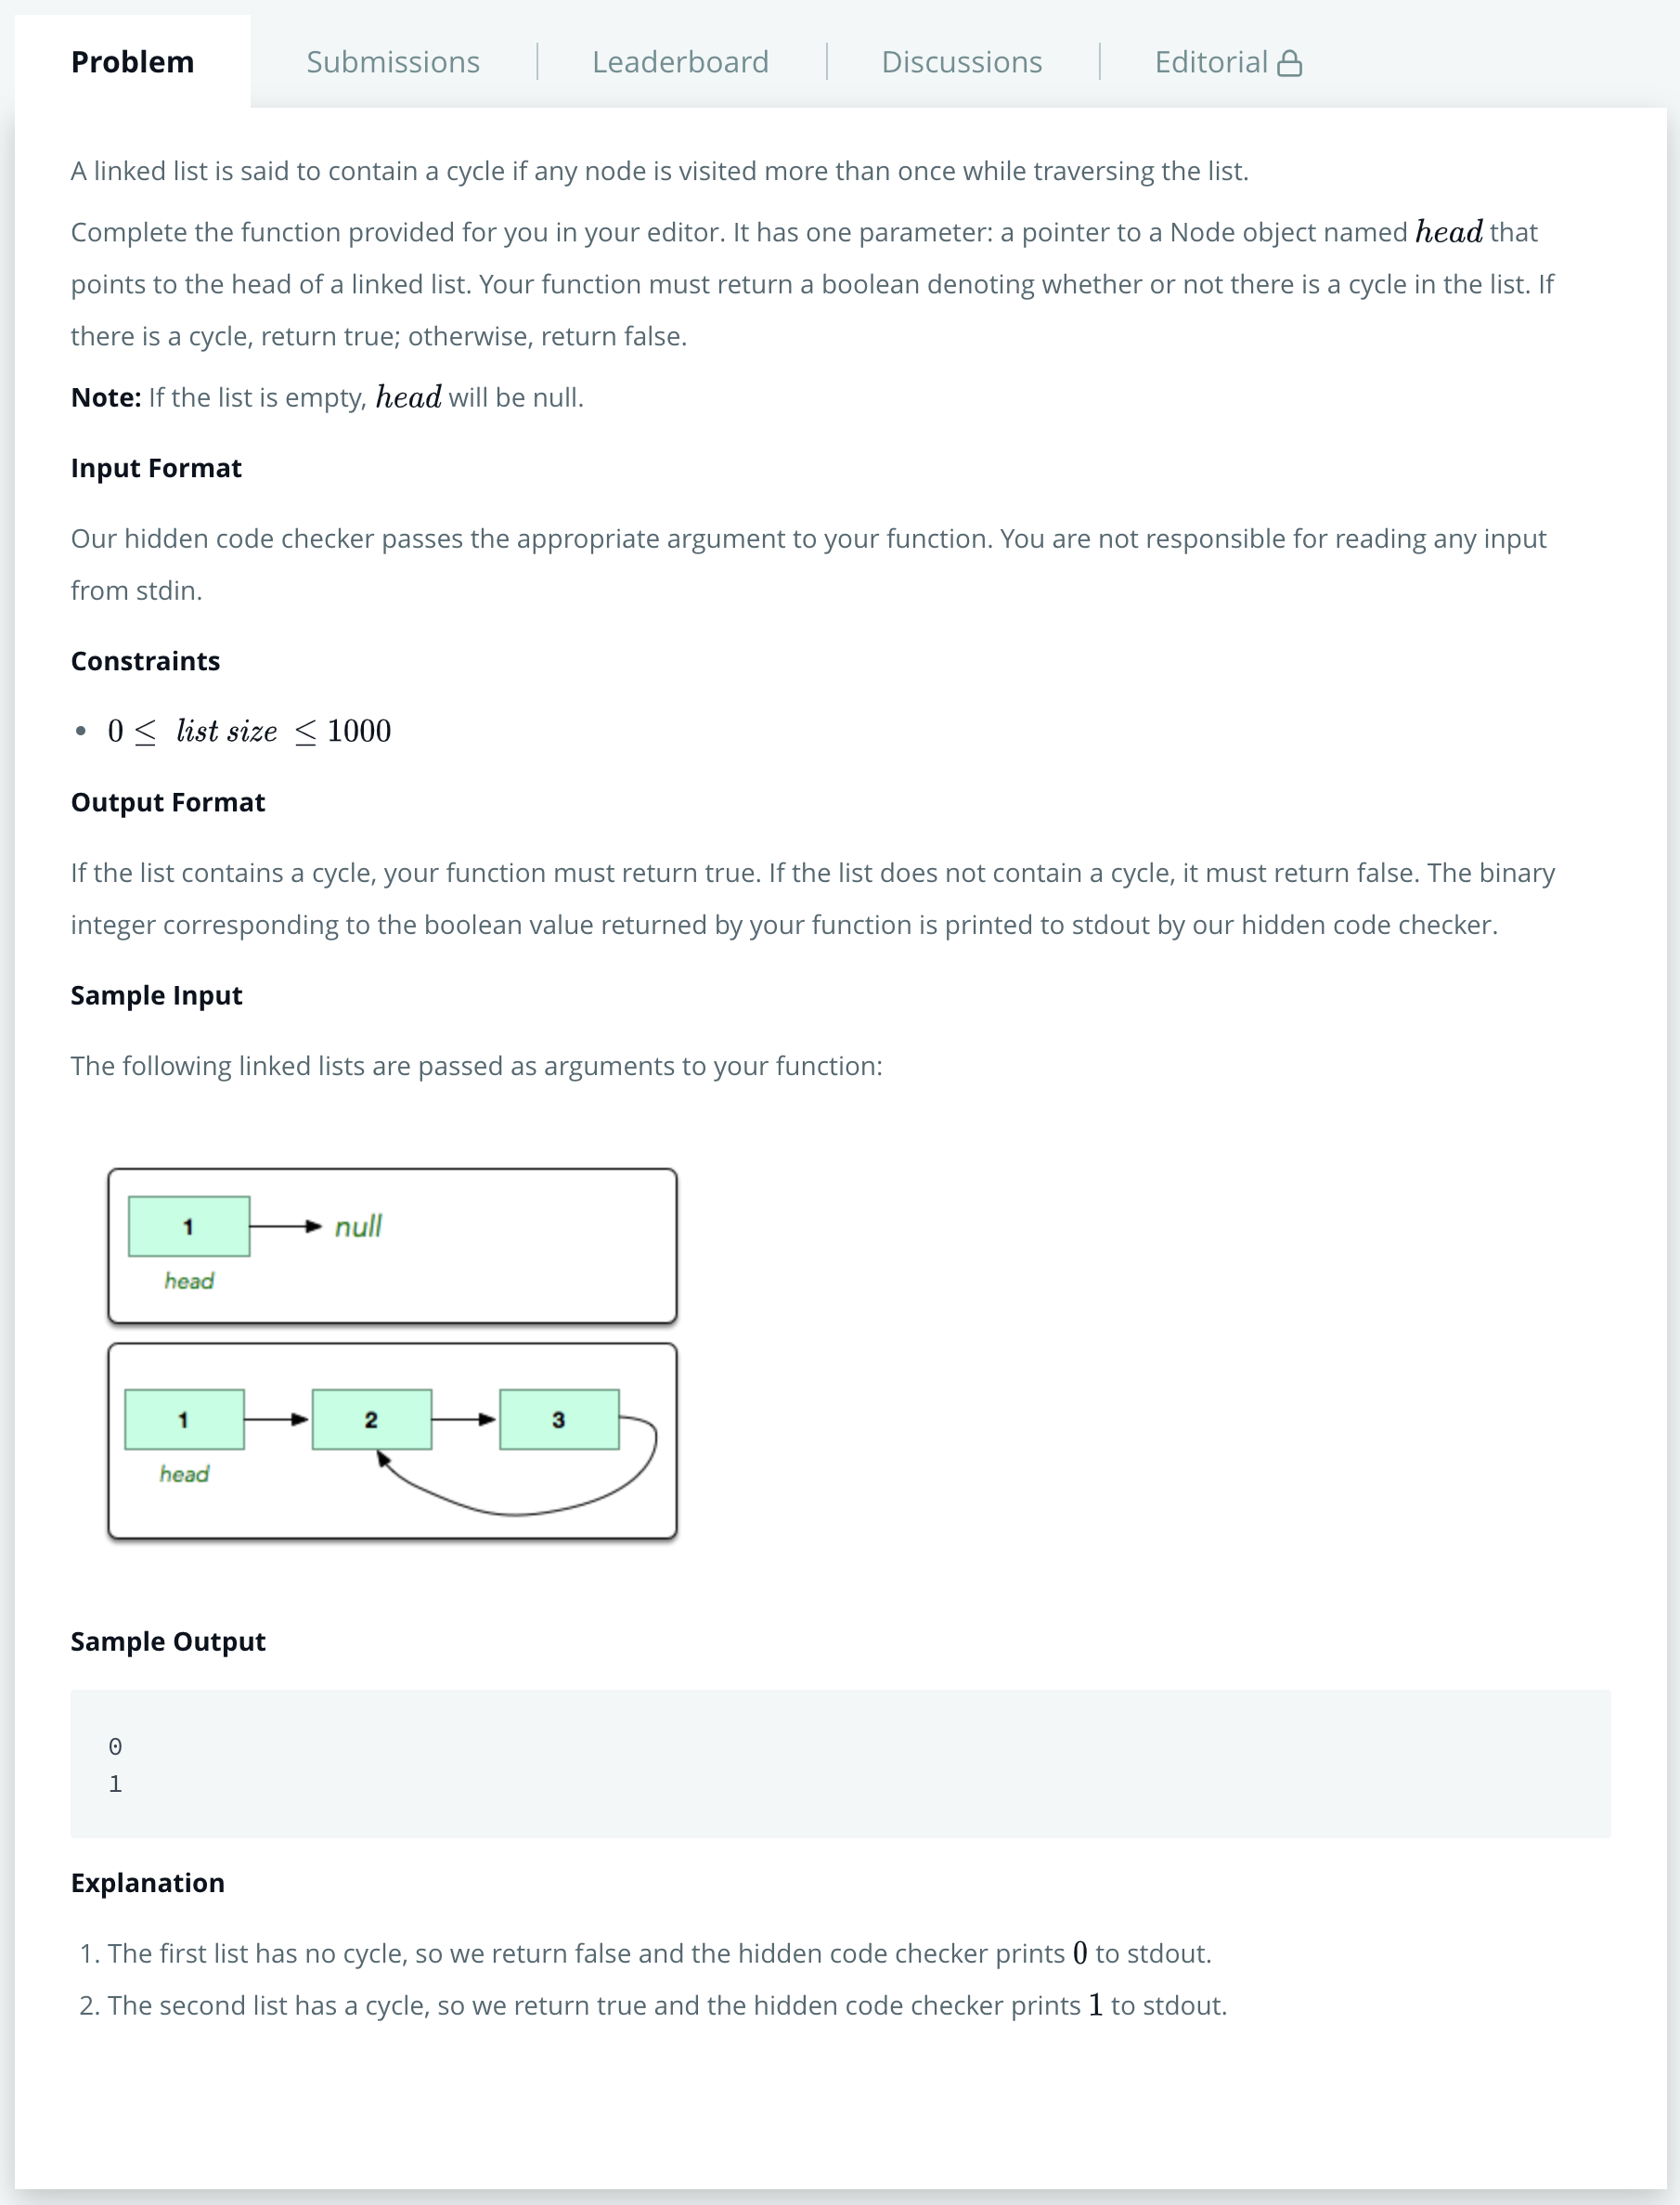 Problem
Submissions
Leaderboard
Discussions
Editorial
A linked list is said to contain a cycle if any node is visited more than once while traversing the list.
Complete the function provided for you in your editor. It has one parameter: a pointer to a Node object named head that
points to the head of a linked list. Your function must return a boolean denoting whether or not there is a cycle in the list. If
there is a cycle, return true; otherwise, return false.
Note: If the list is empty, head will be null.
Input Format
Our hidden code checker passes the appropriate argument to your function. You are not responsible for reading any input
from stdin.
Constraints
• 0 ≤ list size ≤ 1000
Output Format
If the list contains a cycle, your function must return true. If the list does not contain a cycle, it must return false. The binary
integer corresponding to the boolean value returned by your function is printed to stdout by our hidden code checker.
Sample Input
The following linked lists are passed as arguments to your function:
1 null
head
1 2 3
head
Sample Output
0
1
Explanation
1. The first list has no cycle, so we return false and the hidden code checker prints 0 to stdout.
2. The second list has a cycle, so we return true and the hidden code checker prints 1 to stdout.